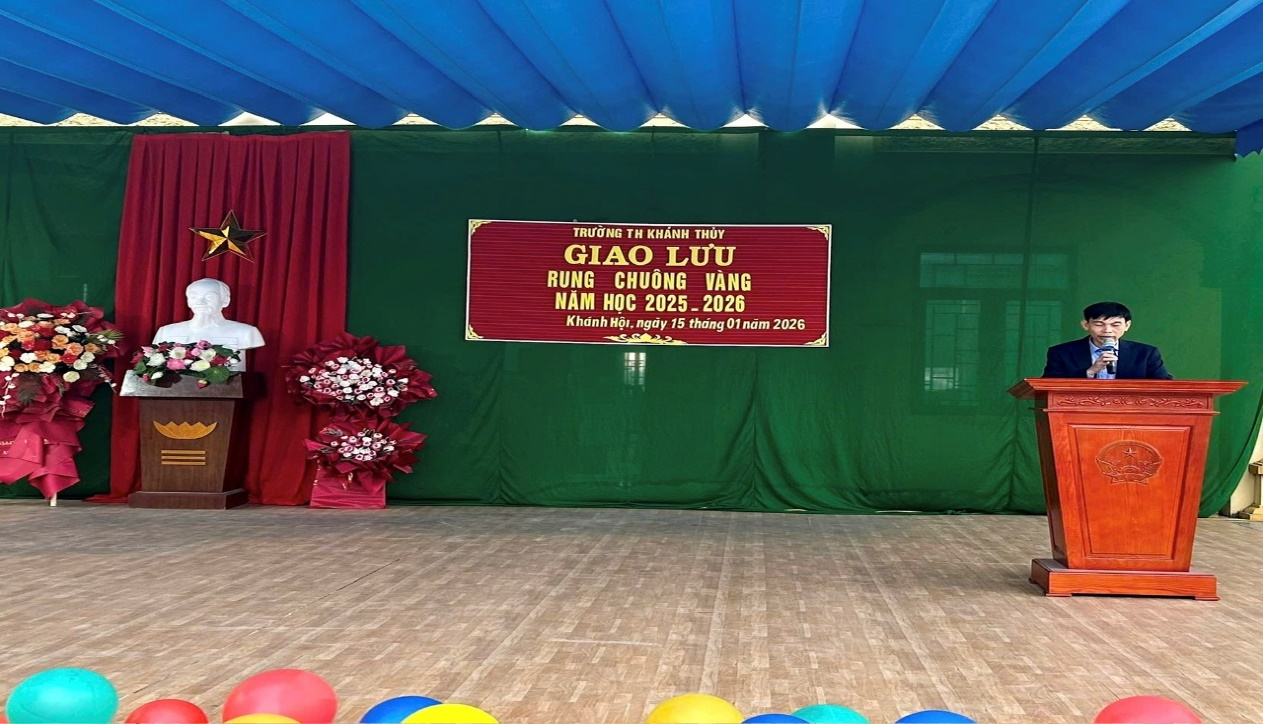 TRƯỜNG TH KHÁNH THỦY
GIAO LƯU
RUNG CHUÔNG VÀNG
NĂM HỌC 2025-2026
Khánh Hội, ngày 15 tháng 01 năm 2026